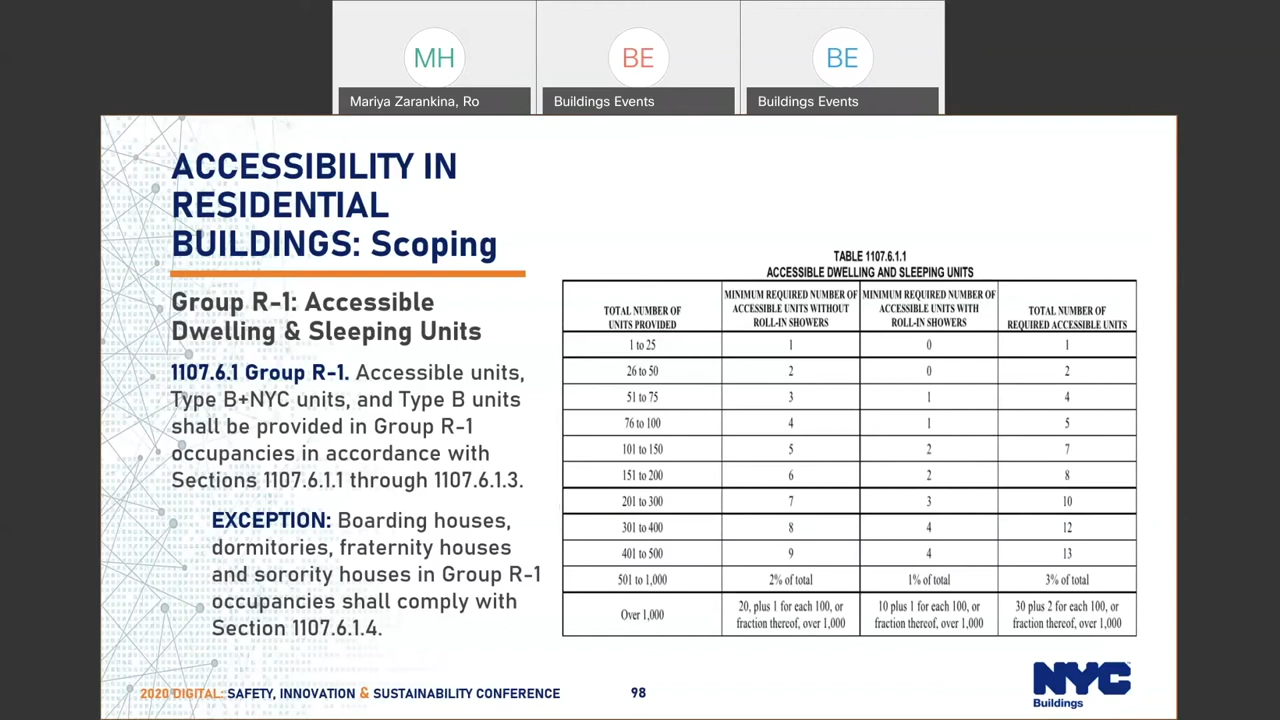 MH
BE
BE
Mariya Zarankina, Ro
Buildings Events
Buildings Events
ACCESSIBILITY IN
RESIDENTIAL
BUILDINGS: Scoping
Group R-1: Accessible
Dwelling & Sleeping Units
1107.6.1 Group R-1. Accessible units,
Type B+NYC units, and Type B units
shall be provided in Group R-1
occupancies in accordance with
Sections 1107.6.1.1 through 1107.6.1.3.
EXCEPTION: Boarding houses,
dormitories, fraternity houses
and sorority houses in Group R-1
occupancies shall comply with
Section 1107.6.1.4.
TABLE 1107.6.1.1
ACCESSIBLE DWELLING AND SLEEPING UNITS
TOTAL NUMBER OF
UNITS PROVIDED
MINIMUM REQUIRED NUMBER OF
ACCESSIBLE UNITS WITHOUT
ROLL-IN SHOWERS
MINIMUM REQUIRED NUMBER OF
ACCESSIBLE UNITS WITH
ROLL-IN SHOWERS
TOTAL NUMBER OF
REQUIRED ACCESSIBLE UNITS
1 to 25 1 0 1
26 to 50 2 0 2
51 to 75 3 1 4
76 to 100 4 1 5
101 to 150 5 2 7
151 to 200 6 2 8
201 to 300 7 3 10
301 to 400 8 4 12
401 to 500 9 4 13
501 to 1,000 2% of total 1% of total 3% of total
Over 1,000
20, plus 1 for each 100, or
fraction thereof, over 1,000
10 plus 1 for each 100, or
fraction thereof, over 1,000
30 plus 2 for each 100, or
fraction thereof, over 1,000
2020 DIGITAL: SAFETY, INNOVATION & SUSTAINABILITY CONFERENCE
98
NYC
Buildings